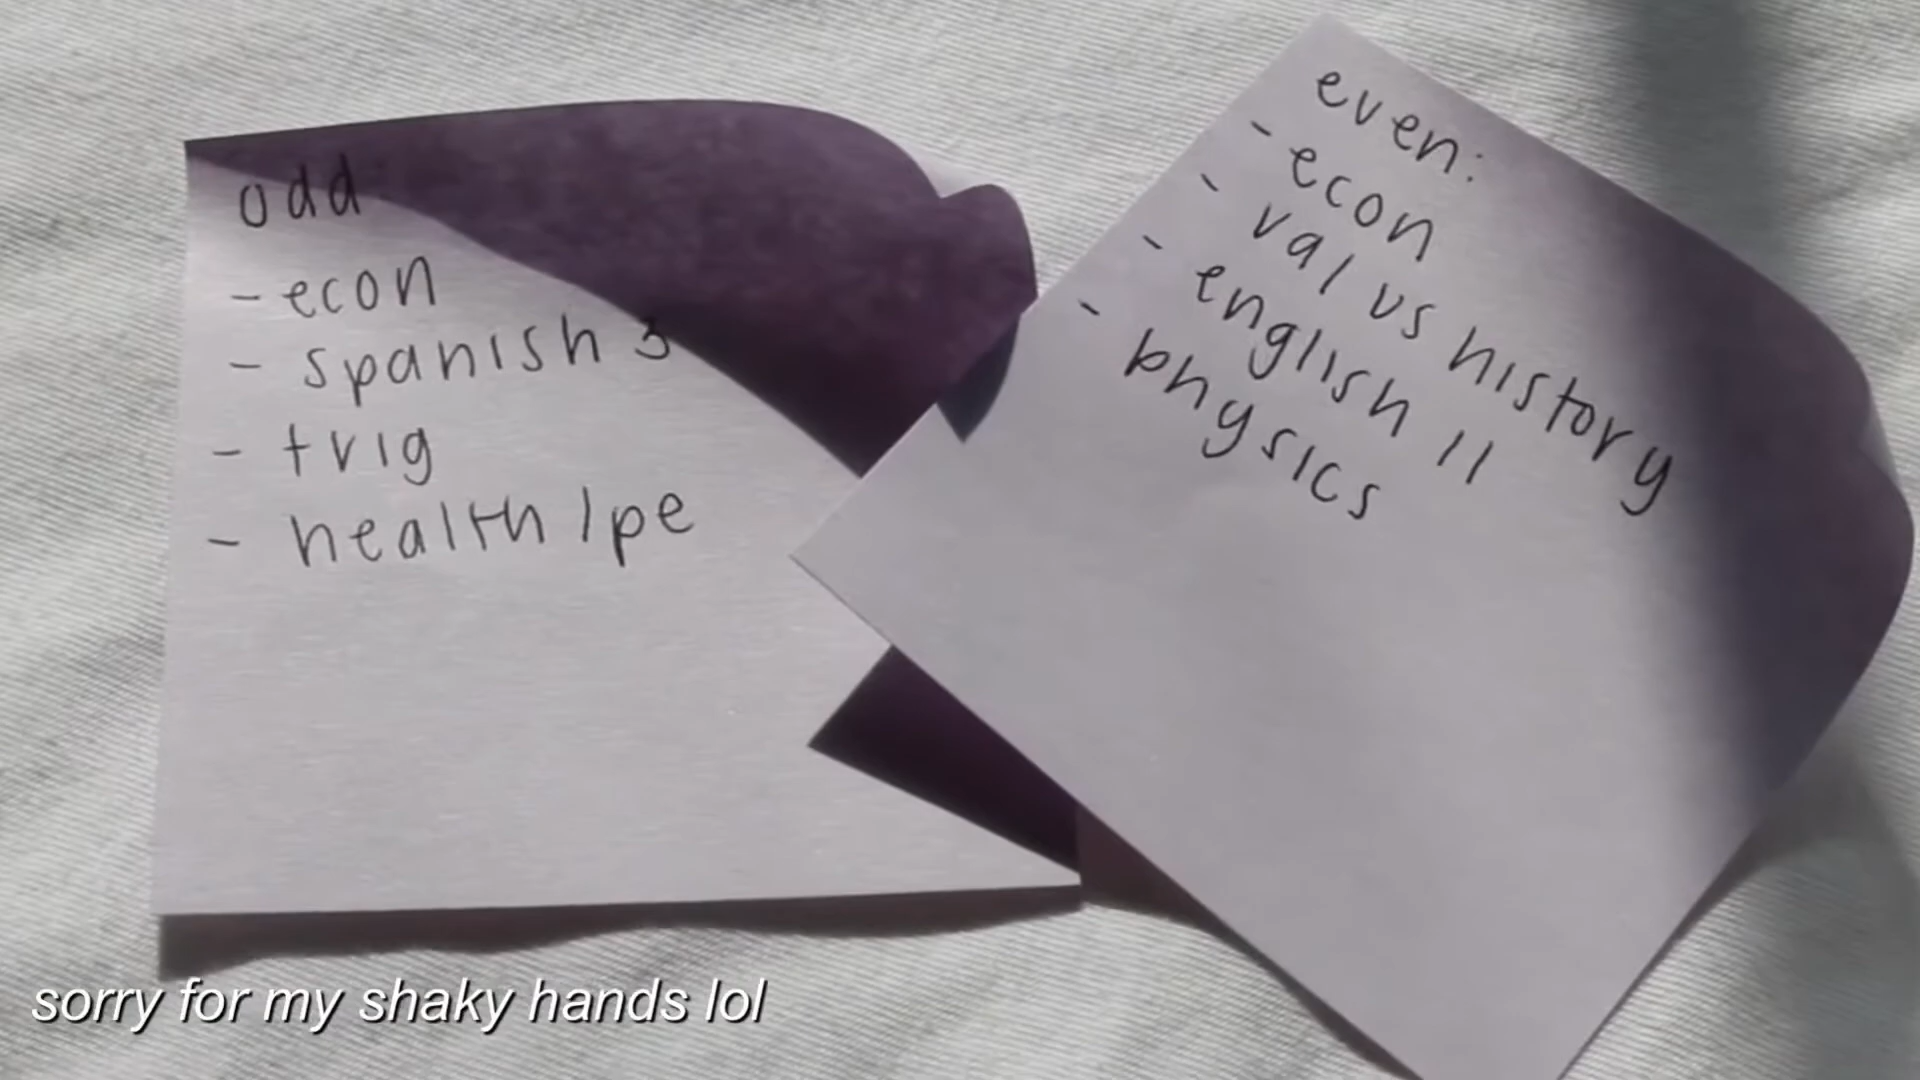 odd
- econ
- spanish 3
- trig
- health/pe
even:
- econ
- val us history
- english 11
- physics
sorry for my shaky hands lol